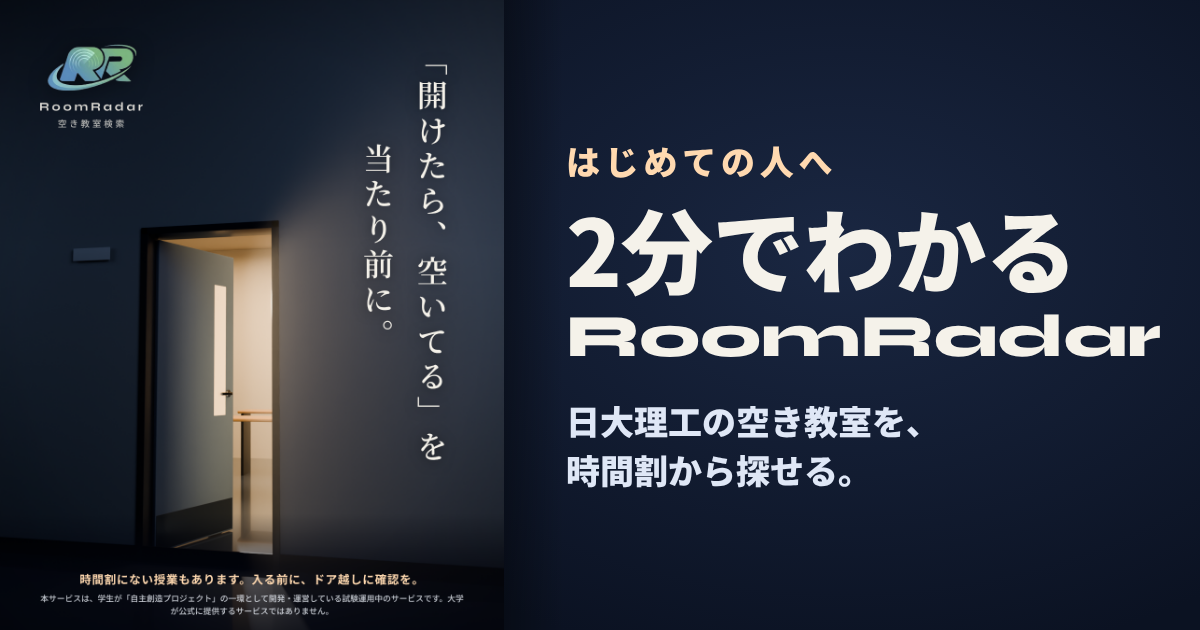 RR
RoomRadar
空き教室検索
「開けたら、空いてる」を
当たり前に。
時間割にない授業もあります。入る前に、ドア越しに確認を。
本サービスは、学生が「自主創造プロジェクト」の一環として開発・運営している試験運用中のサービスです。大学
が公式に提供するサービスではありません。
はじめての人へ
2分でわかる
RoomRadar
日大理工の空き教室を、
時間割から探せる。